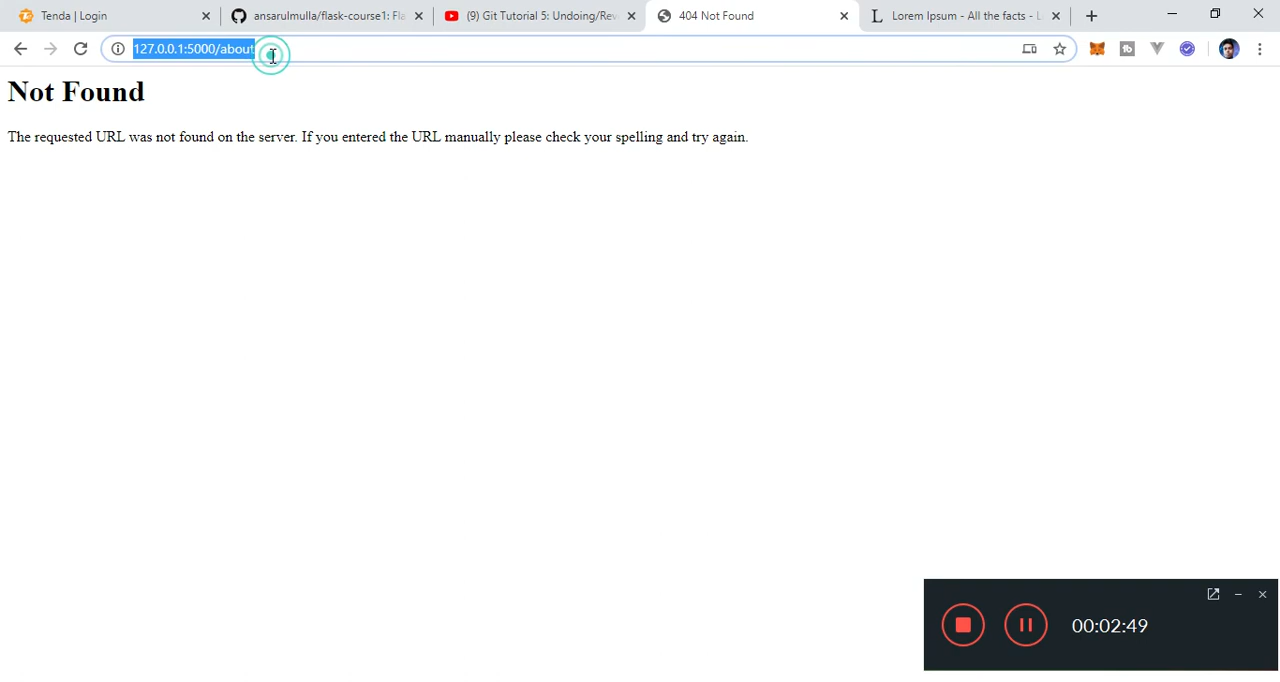 Tenda | Login
ansarulmulla/flask-course1: Fla
(9) Git Tutorial 5: Undoing/Rev
404 Not Found
Lorem Ipsum - All the facts - L
127.0.0.1:5000/about
Not Found
The requested URL was not found on the server. If you entered the URL manually please check your spelling and try again.
00:02:49